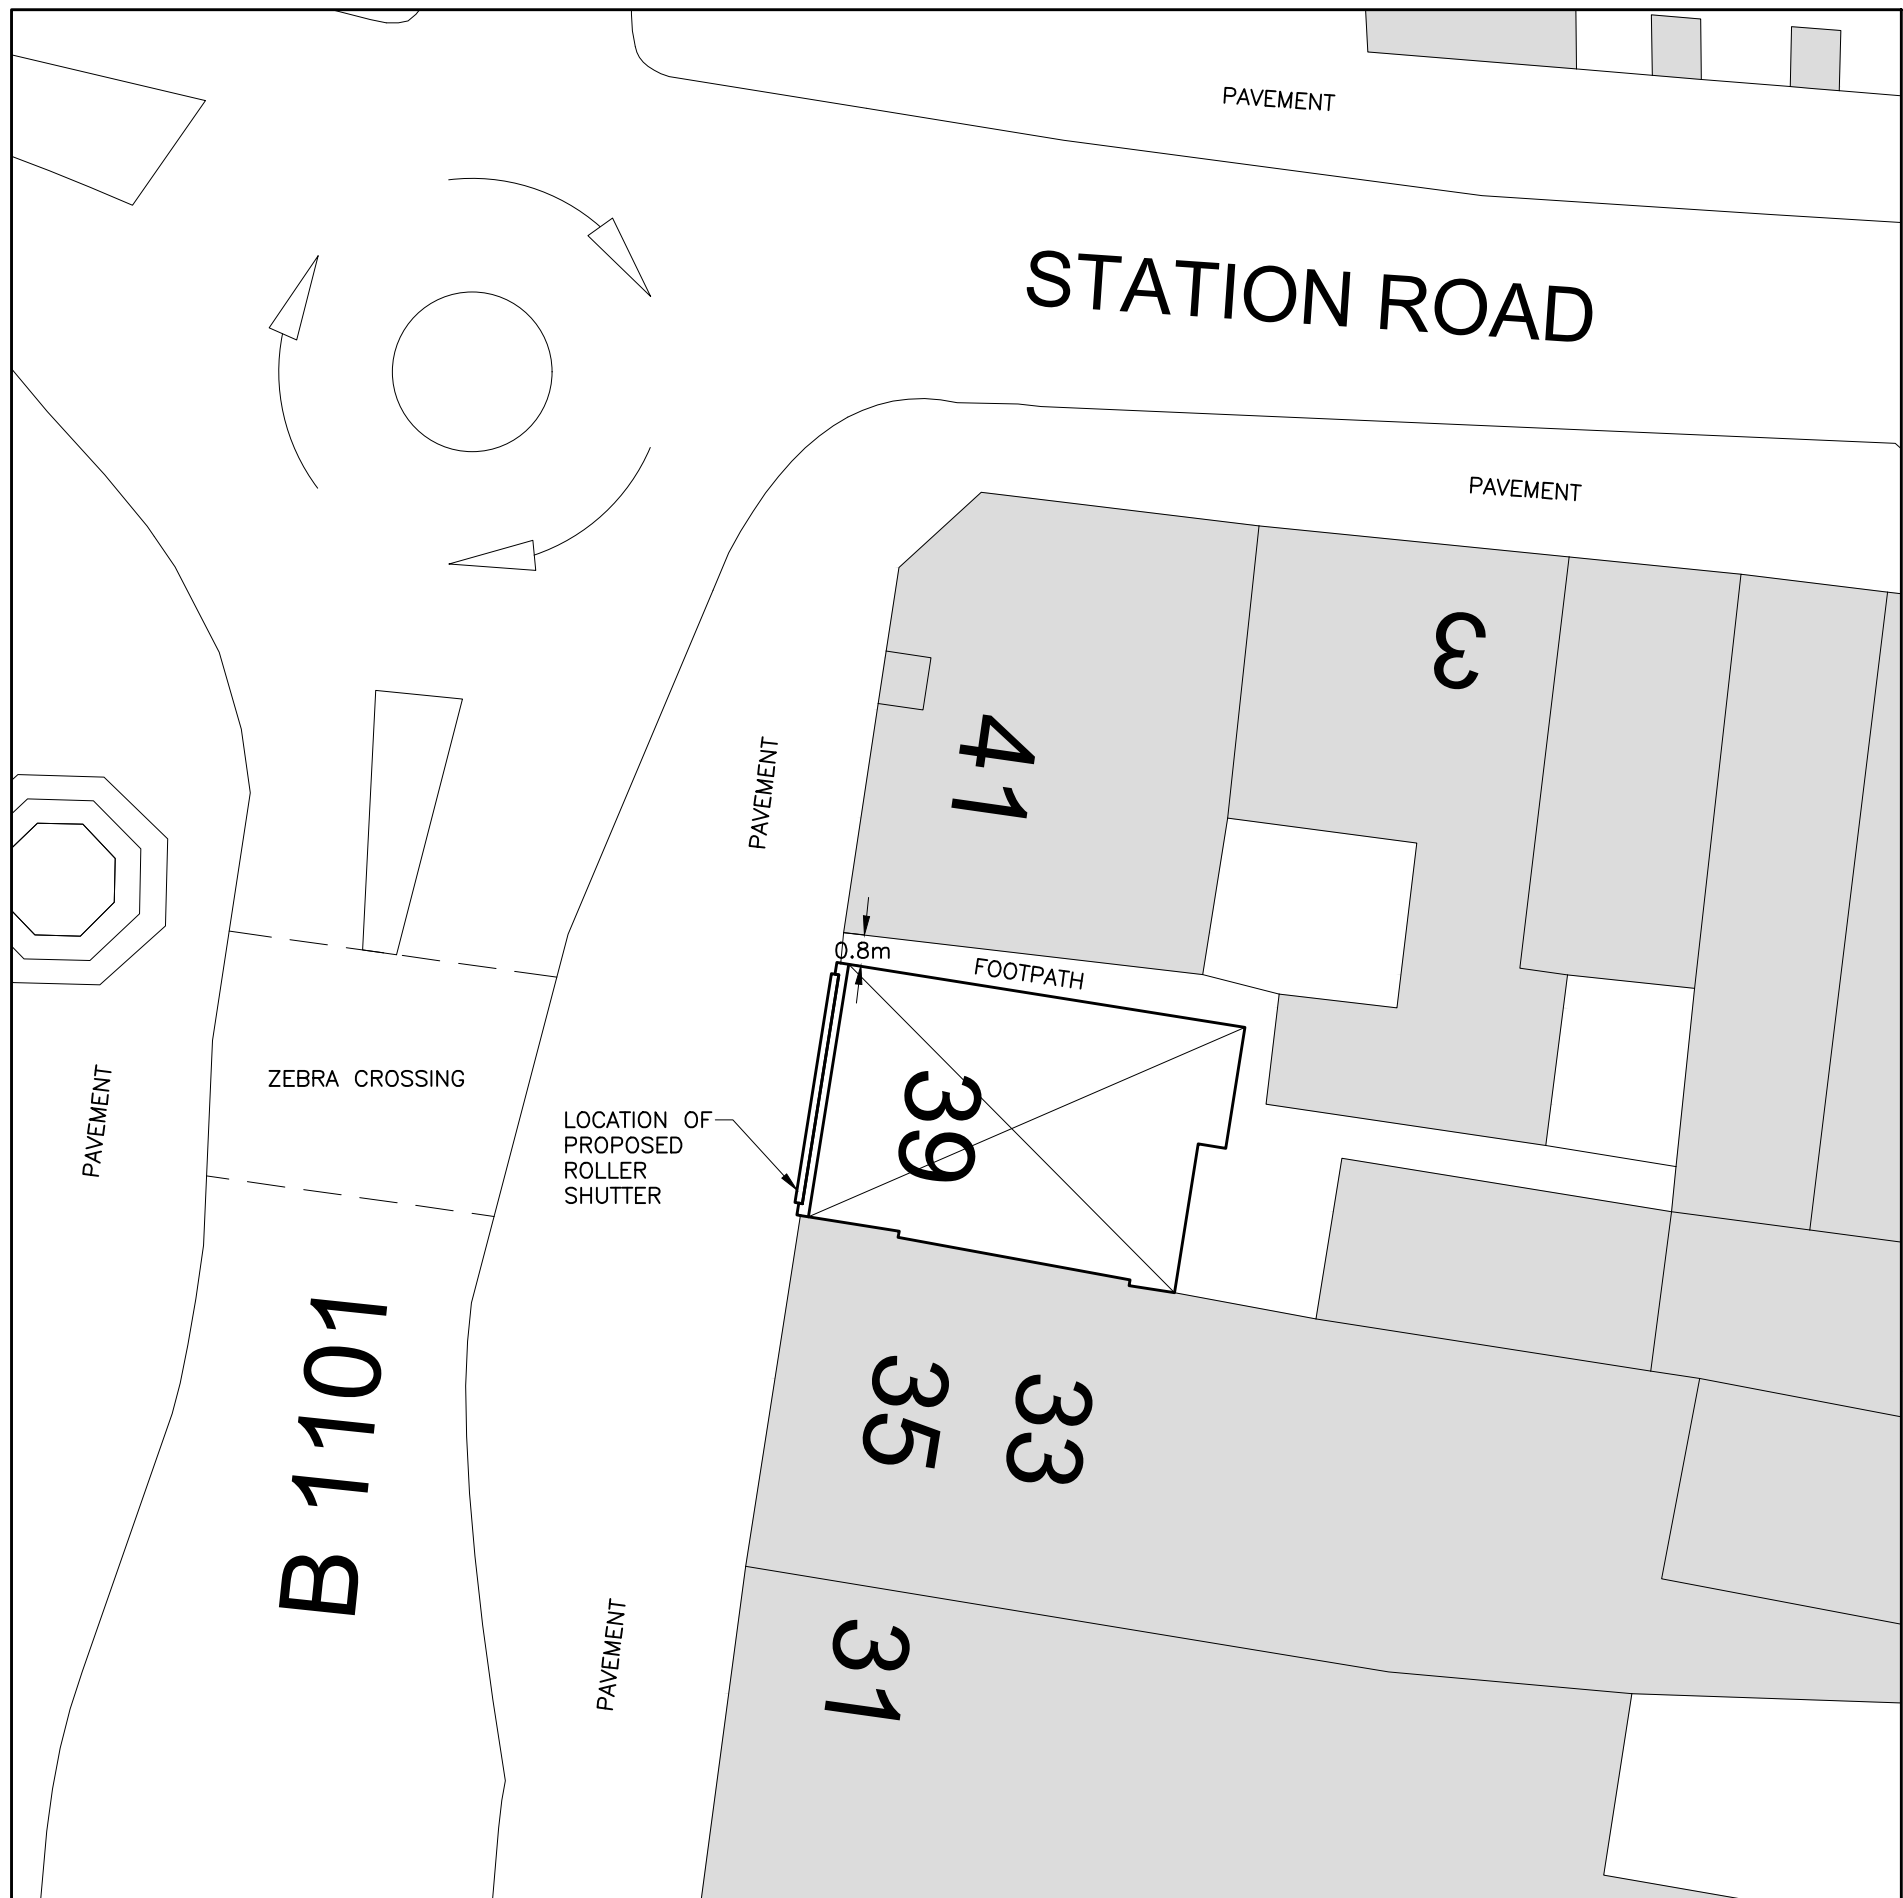 PAVEMENT
STATION ROAD
PAVEMENT
3
41
PAVEMENT
0.8m
FOOTPATH
ZEBRA CROSSING
PAVEMENT
39
LOCATION OF
PROPOSED
ROLLER
SHUTTER
B 1101
35
33
PAVEMENT
31